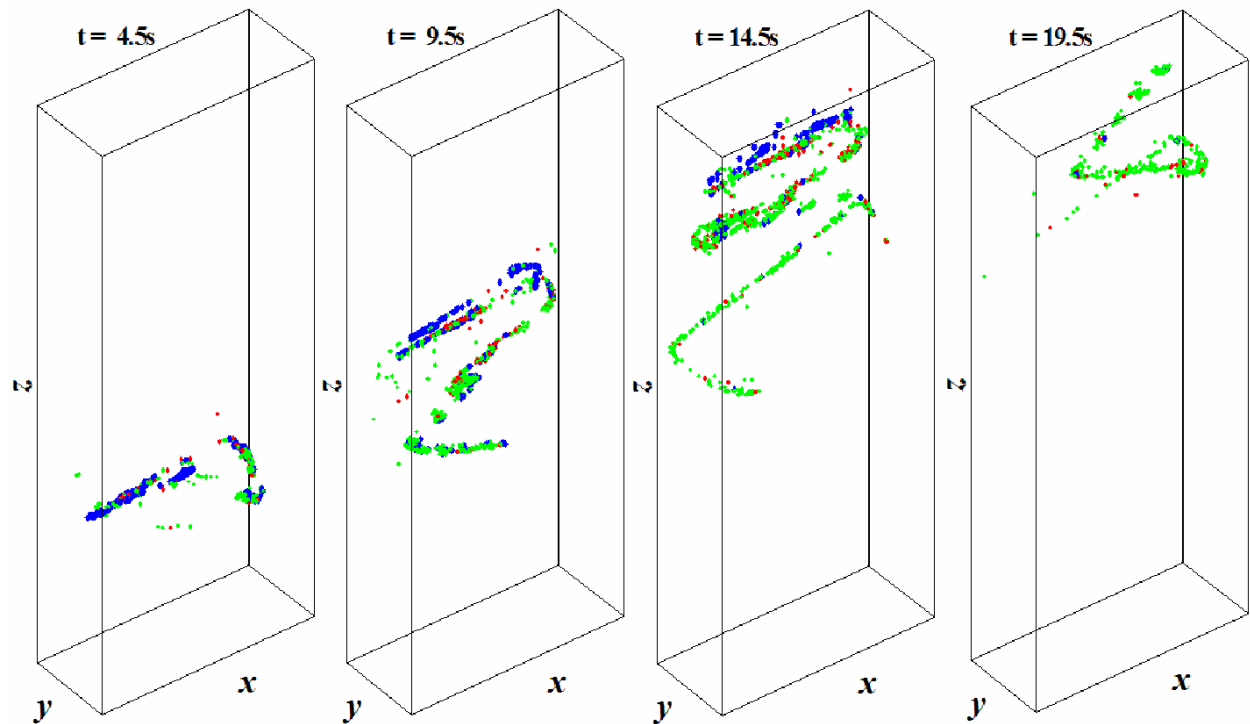 t = 4.5s
t = 9.5s
t = 14.5s
t = 19.5s
z
z
z
z
x
x
x
x
y
y
y
y